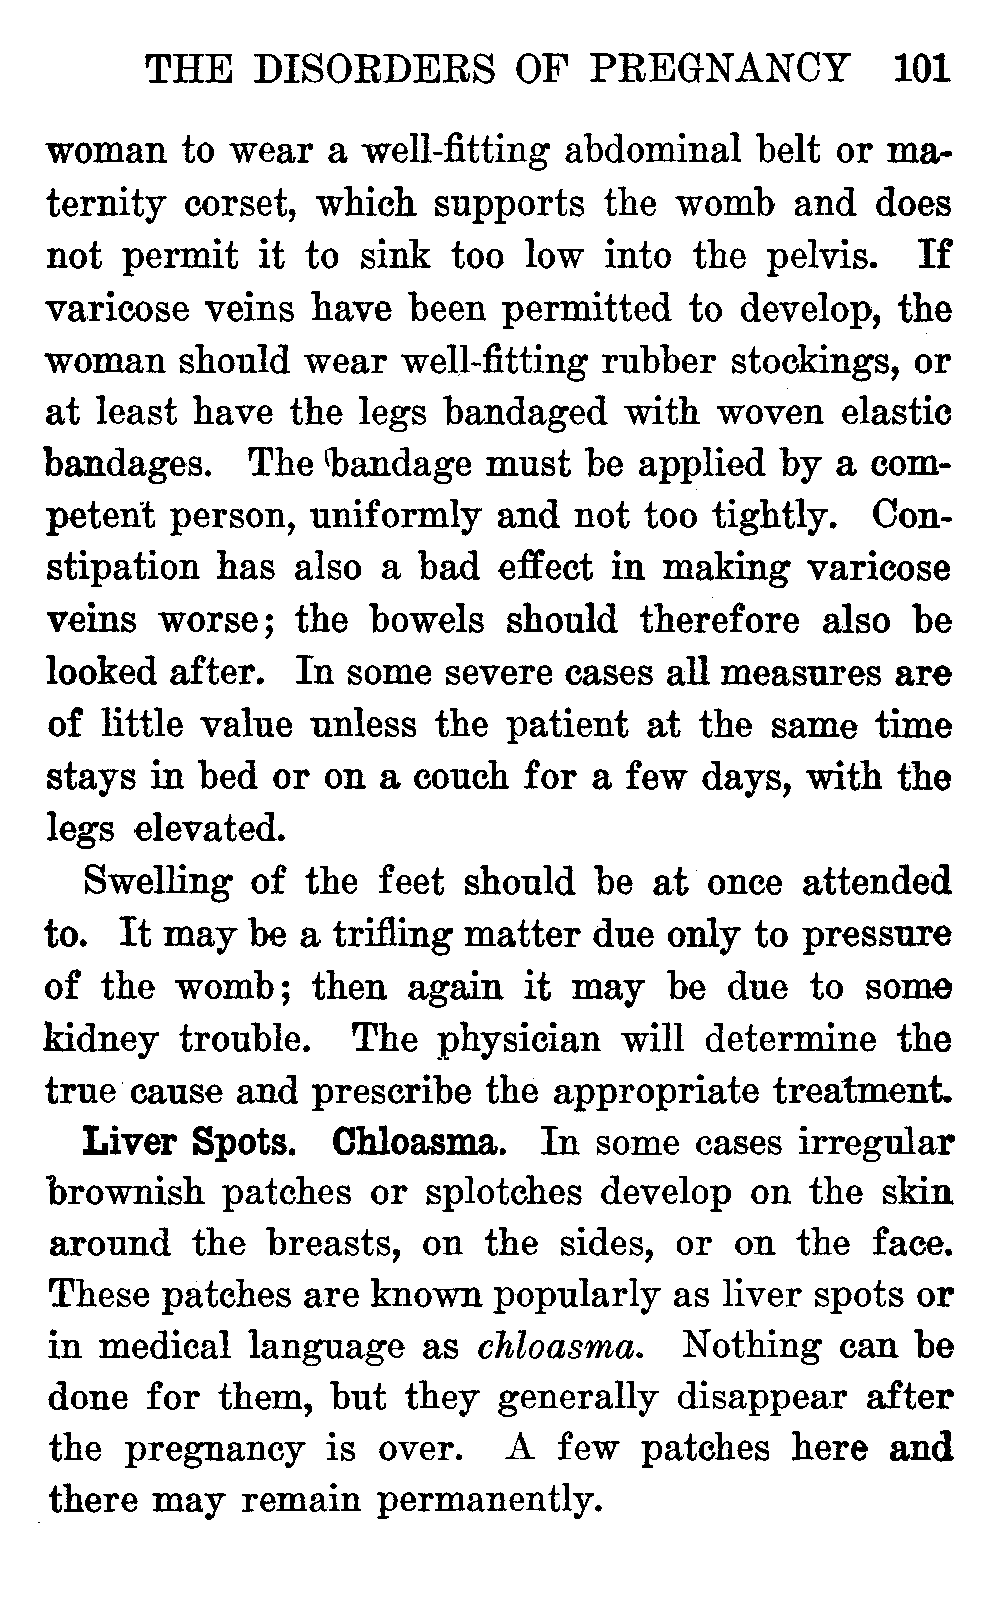 THE DISORDERS OF PREGNANCY 101
woman to wear a well-fitting abdominal belt or ma-
ternity corset, which supports the womb and does
not permit it to sink too low into the pelvis. If
varicose veins have been permitted to develop, the
woman should wear well-fitting rubber stockings, or
at least have the legs bandaged with woven elastic
bandages. The bandage must be applied by a com-
petent person, uniformly and not too tightly. Con-
stipation has also a bad effect in making varicose
veins worse; the bowels should therefore also be
looked after. In some severe cases all measures are
of little value unless the patient at the same time
stays in bed or on a couch for a few days, with the
legs elevated.
Swelling of the feet should be at once attended
to. It may be a trifling matter due only to pressure
of the womb; then again it may be due to some
kidney trouble. The physician will determine the
true cause and prescribe the appropriate treatment.
Liver Spots. Chloasma. In some cases irregular
brownish patches or splotches develop on the skin
around the breasts, on the sides, or on the face.
These patches are known popularly as liver spots or
in medical language as chloasma. Nothing can be
done for them, but they generally disappear after
the pregnancy is over. A few patches here and
there may remain permanently.